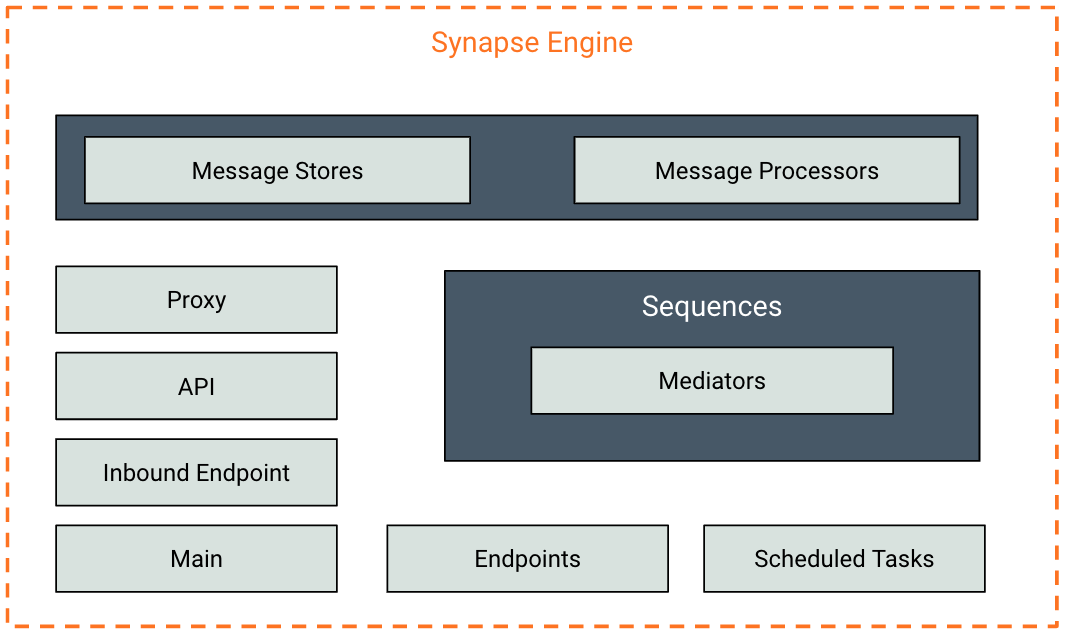 Synapse Engine
Message Stores
Message Processors
Proxy
Sequences
Mediators
API
Inbound Endpoint
Main
Endpoints
Scheduled Tasks